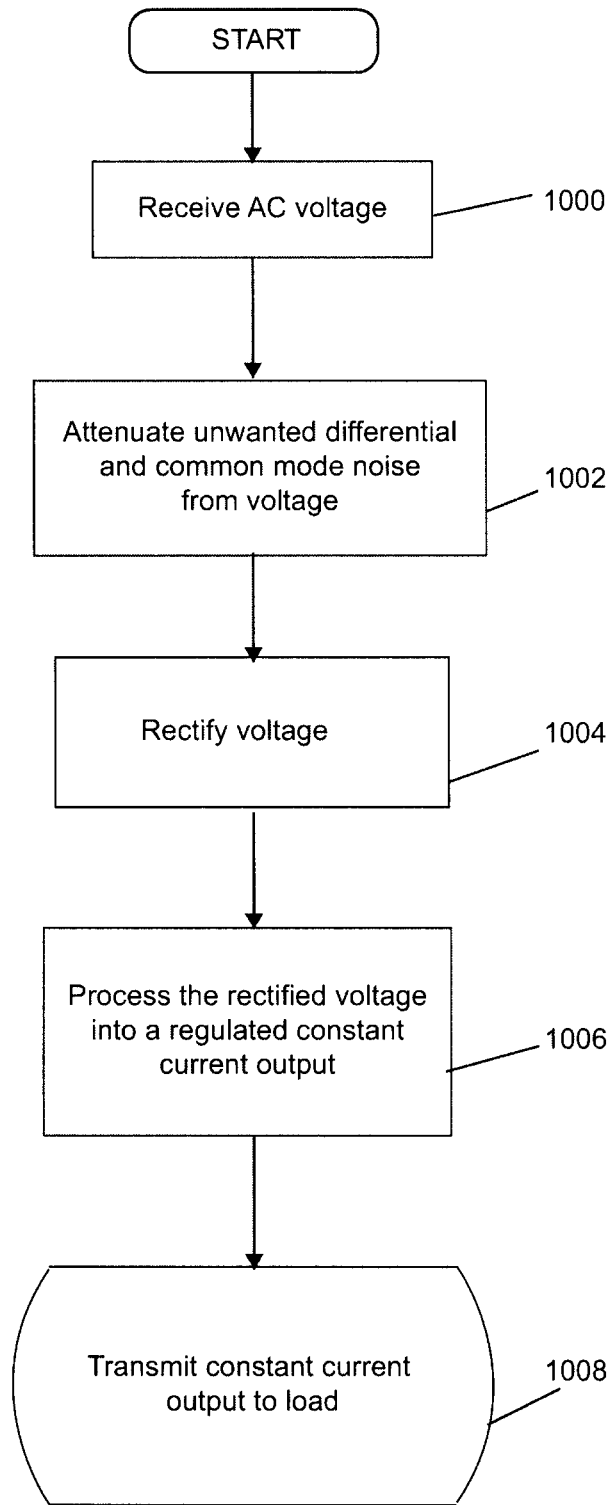 START
Receive AC voltage
1000
Attenuate unwanted differential
and common mode noise
from voltage
1002
Rectify voltage
1004
Process the rectified voltage
into a regulated constant
current output
1006
Transmit constant current
output to load
1008